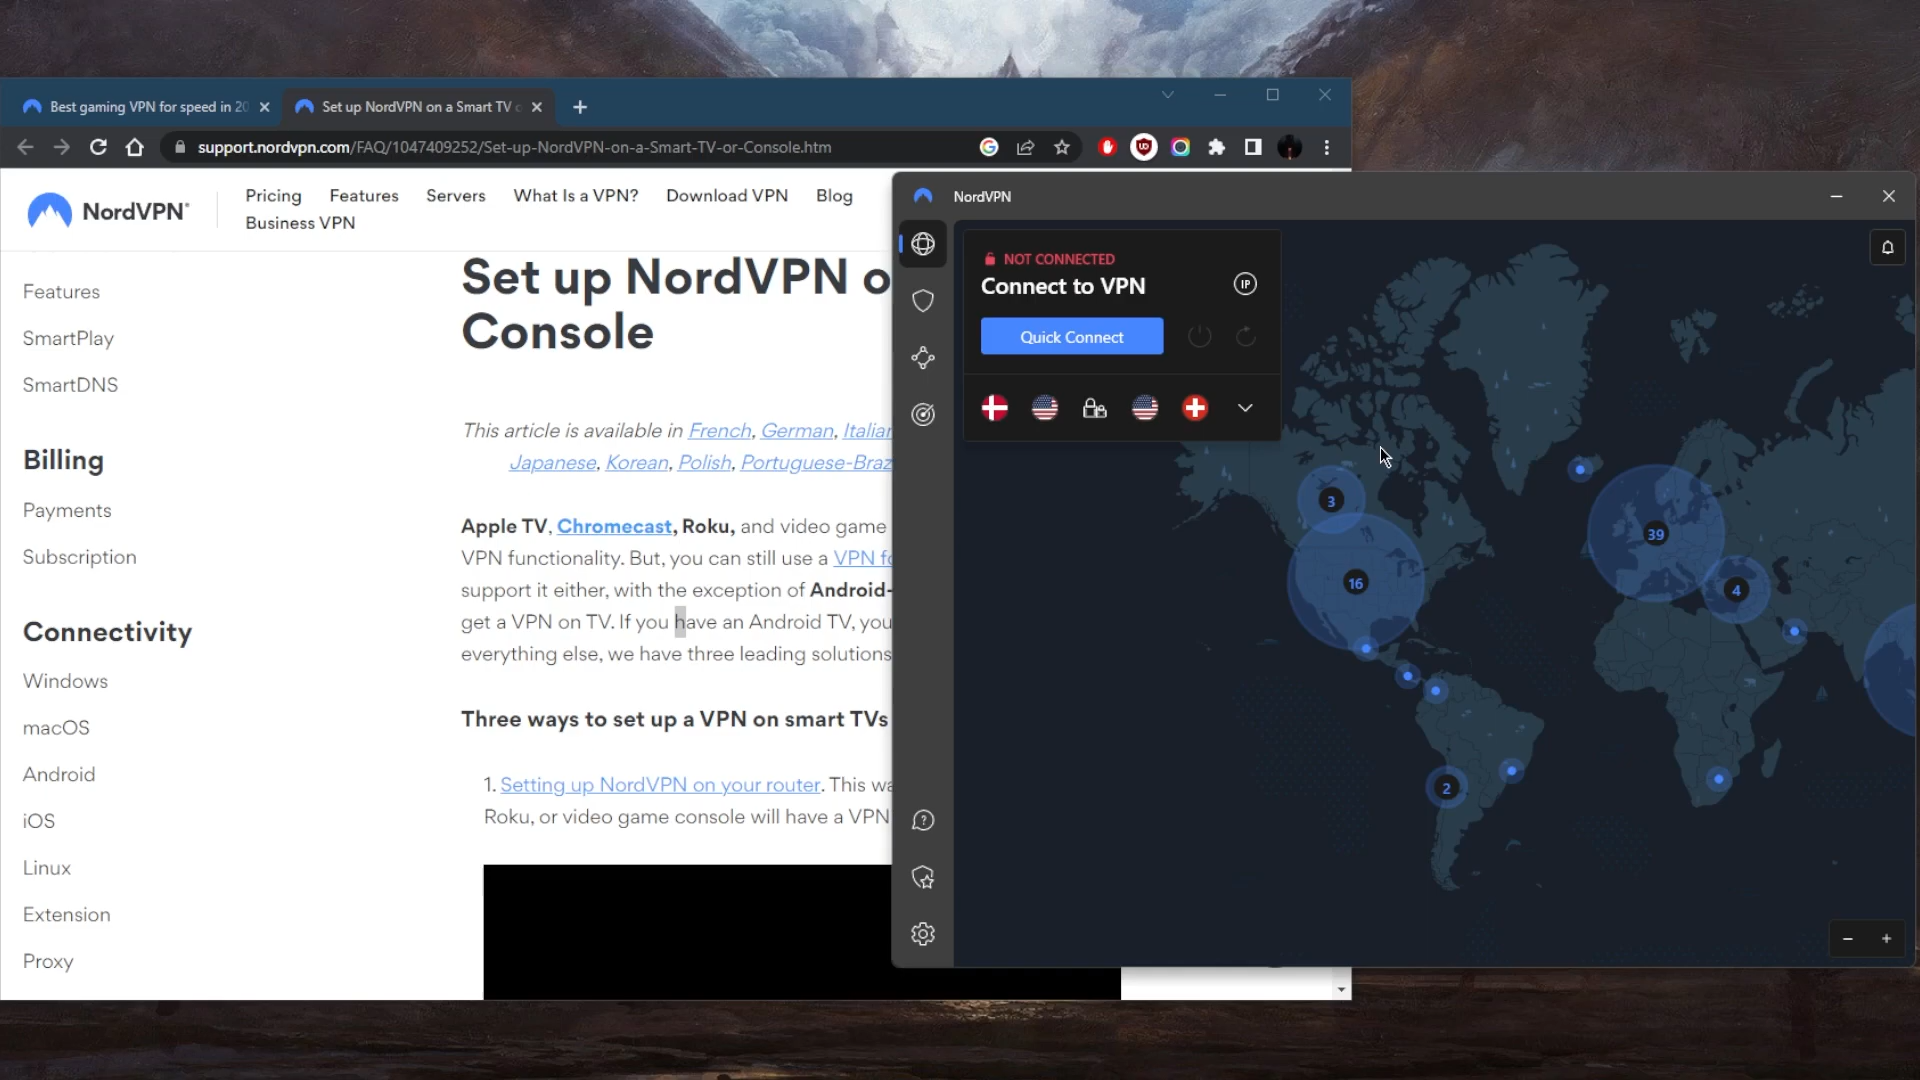 Best gaming VPN for speed in 20
Set up NordVPN on a Smart TV o
support.nordvpn.com/FAQ/1047409252/Set-up-NordVPN-on-a-Smart-TV-or-Console.htm
NordVPN®
Pricing
Features
Servers
What Is a VPN?
Download VPN
Blog
Business VPN
Features
SmartPlay
SmartDNS
Billing
Payments
Subscription
Connectivity
Windows
macOS
Android
iOS
Linux
Extension
Proxy
Set up NordVPN o
Console
This article is available in French, German, Italian
Japanese, Korean, Polish, Portuguese-Braz
Apple TV, Chromecast, Roku, and video game
VPN functionality. But, you can still use a VPN fo
support it either, with the exception of Android-
get a VPN on TV. If you have an Android TV, you
everything else, we have three leading solutions
Three ways to set up a VPN on smart TVs
1. Setting up NordVPN on your router. This wa
Roku, or video game console will have a VPN
NordVPN
NOT CONNECTED
Connect to VPN
IP
Quick Connect
3
16
39
4
2